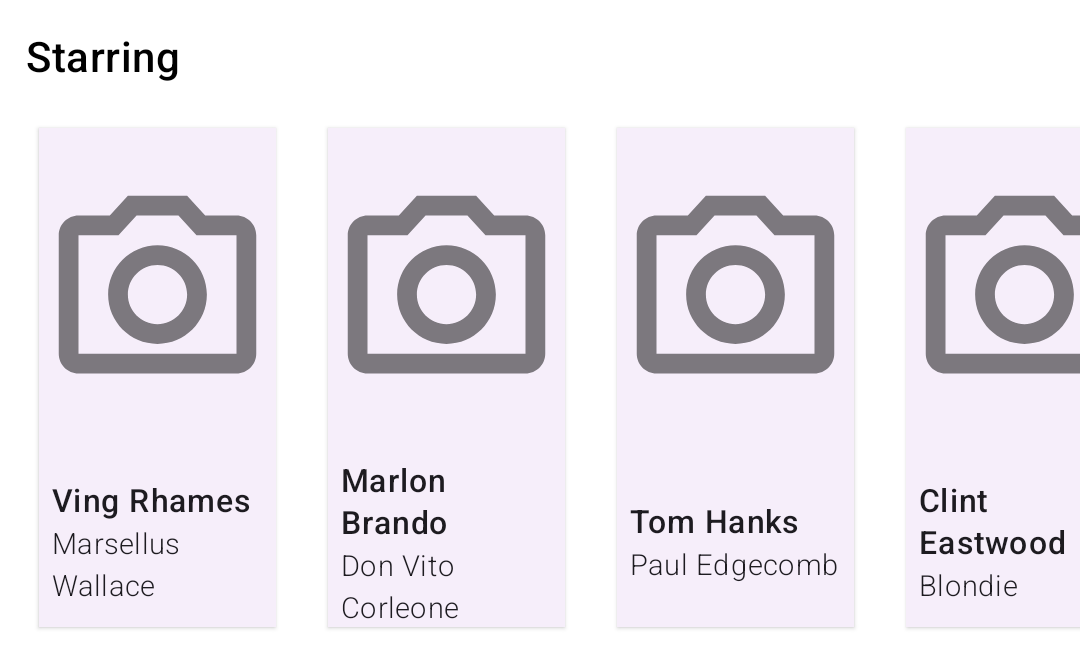 Starring
Ving Rhames
Marsellus
Wallace
Marlon
Brando
Don Vito
Corleone
Tom Hanks
Paul Edgecomb
Clint
Eastwood
Blondie